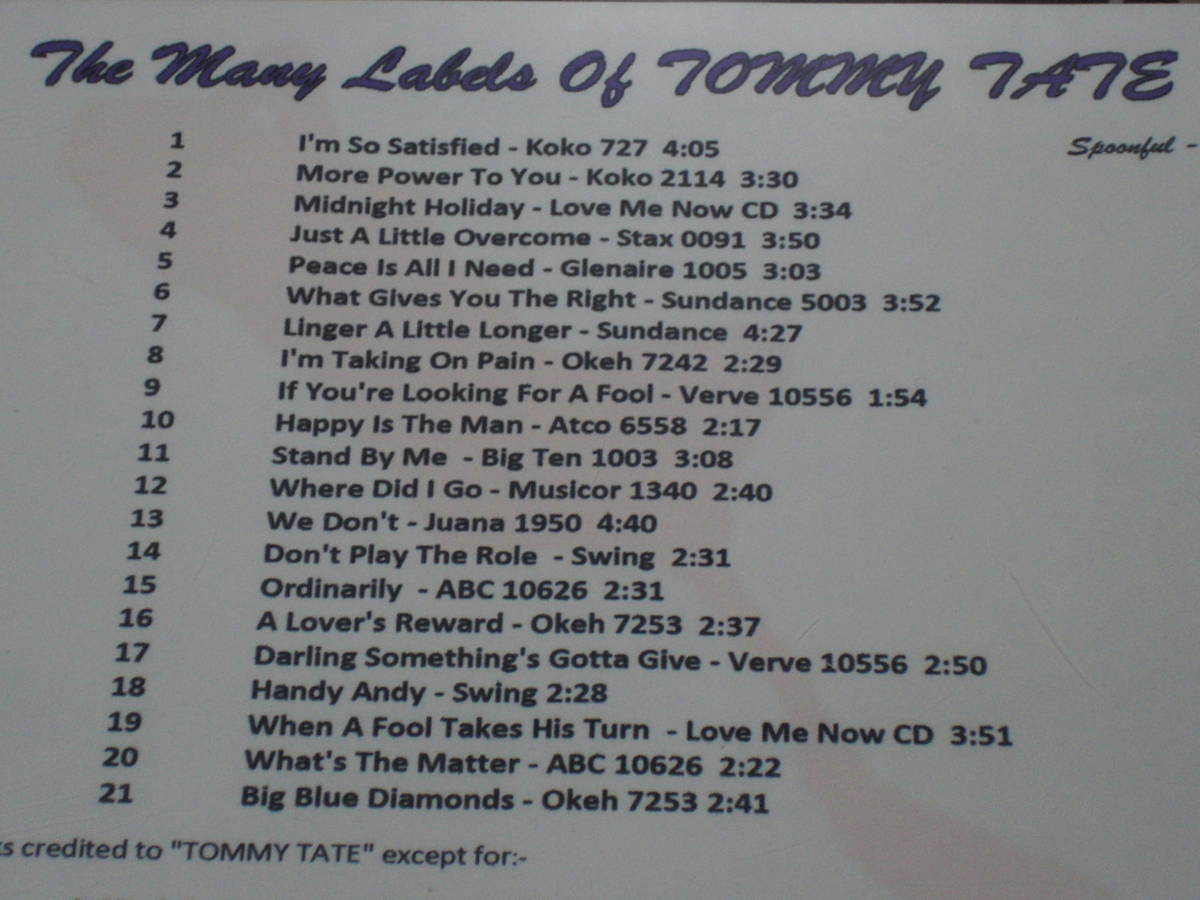 The Many Labels Of TOMMY TATE
Spoonful -
1 I'm So Satisfied - Koko 727 4:05
2 More Power To You - Koko 2114 3:30
3 Midnight Holiday - Love Me Now CD 3:34
4 Just A Little Overcome - Stax 0091 3:50
5 Peace Is All I Need - Glenaire 1005 3:03
6 What Gives You The Right - Sundance 5003 3:52
7 Linger A Little Longer - Sundance 4:27
8 I'm Taking On Pain - Okeh 7242 2:29
9 If You're Looking For A Fool - Verve 10556 1:54
10 Happy Is The Man - Atco 6558 2:17
11 Stand By Me - Big Ten 1003 3:08
12 Where Did I Go - Musicor 1340 2:40
13 We Don't - Juana 1950 4:40
14 Don't Play The Role - Swing 2:31
15 Ordinarily - ABC 10626 2:31
16 A Lover's Reward - Okeh 7253 2:37
17 Darling Something's Gotta Give - Verve 10556 2:50
18 Handy Andy - Swing 2:28
19 When A Fool Takes His Turn - Love Me Now CD 3:51
20 What's The Matter - ABC 10626 2:22
21 Big Blue Diamonds - Okeh 7253 2:41
credited to "TOMMY TATE" except for:-